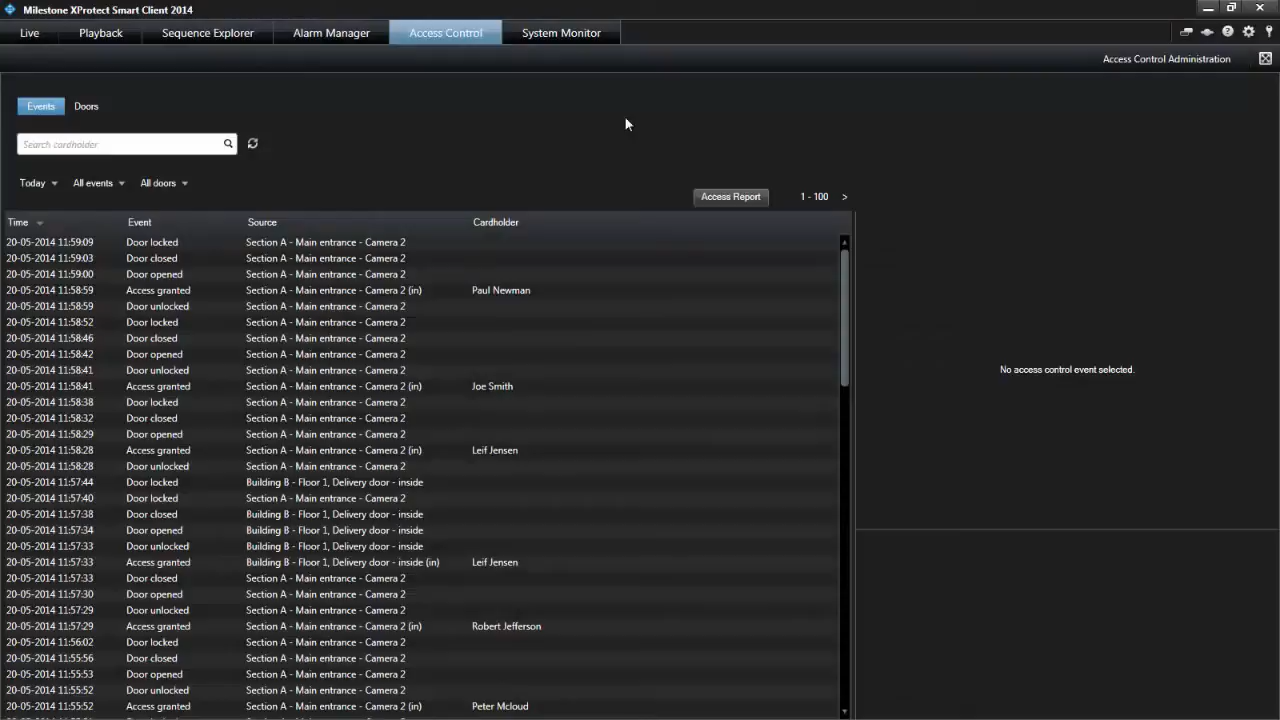 Milestone XProtect Smart Client 2014
Live Playback Sequence Explorer Alarm Manager Access Control System Monitor
Access Control Administration
Events Doors
Search cardholder
Today All events All doors
Access Report 1 - 100 >
Time Event Source Cardholder
20-05-2014 11:59:09 Door locked Section A - Main entrance - Camera 2
20-05-2014 11:59:03 Door closed Section A - Main entrance - Camera 2
20-05-2014 11:59:00 Door opened Section A - Main entrance - Camera 2
20-05-2014 11:58:59 Access granted Section A - Main entrance - Camera 2 (in) Paul Newman
20-05-2014 11:58:59 Door unlocked Section A - Main entrance - Camera 2
20-05-2014 11:58:52 Door locked Section A - Main entrance - Camera 2
20-05-2014 11:58:46 Door closed Section A - Main entrance - Camera 2
20-05-2014 11:58:42 Door opened Section A - Main entrance - Camera 2
20-05-2014 11:58:41 Door unlocked Section A - Main entrance - Camera 2
20-05-2014 11:58:41 Access granted Section A - Main entrance - Camera 2 (in) Joe Smith
20-05-2014 11:58:38 Door locked Section A - Main entrance - Camera 2
20-05-2014 11:58:32 Door closed Section A - Main entrance - Camera 2
20-05-2014 11:58:29 Door opened Section A - Main entrance - Camera 2
20-05-2014 11:58:28 Access granted Section A - Main entrance - Camera 2 (in) Leif Jensen
20-05-2014 11:58:28 Door unlocked Section A - Main entrance - Camera 2
20-05-2014 11:57:44 Door locked Building B - Floor 1, Delivery door - inside
20-05-2014 11:57:40 Door locked Section A - Main entrance - Camera 2
20-05-2014 11:57:38 Door closed Building B - Floor 1, Delivery door - inside
20-05-2014 11:57:34 Door opened Building B - Floor 1, Delivery door - inside
20-05-2014 11:57:33 Door unlocked Building B - Floor 1, Delivery door - inside
20-05-2014 11:57:33 Access granted Building B - Floor 1, Delivery door - inside (in) Leif Jensen
20-05-2014 11:57:33 Door closed Section A - Main entrance - Camera 2
20-05-2014 11:57:30 Door opened Section A - Main entrance - Camera 2
20-05-2014 11:57:29 Door unlocked Section A - Main entrance - Camera 2
20-05-2014 11:57:29 Access granted Section A - Main entrance - Camera 2 (in) Robert Jefferson
20-05-2014 11:56:02 Door locked Section A - Main entrance - Camera 2
20-05-2014 11:55:56 Door closed Section A - Main entrance - Camera 2
20-05-2014 11:55:53 Door opened Section A - Main entrance - Camera 2
20-05-2014 11:55:52 Door unlocked Section A - Main entrance - Camera 2
20-05-2014 11:55:52 Access granted Section A - Main entrance - Camera 2 (in) Peter Mcloud
No access control event selected.